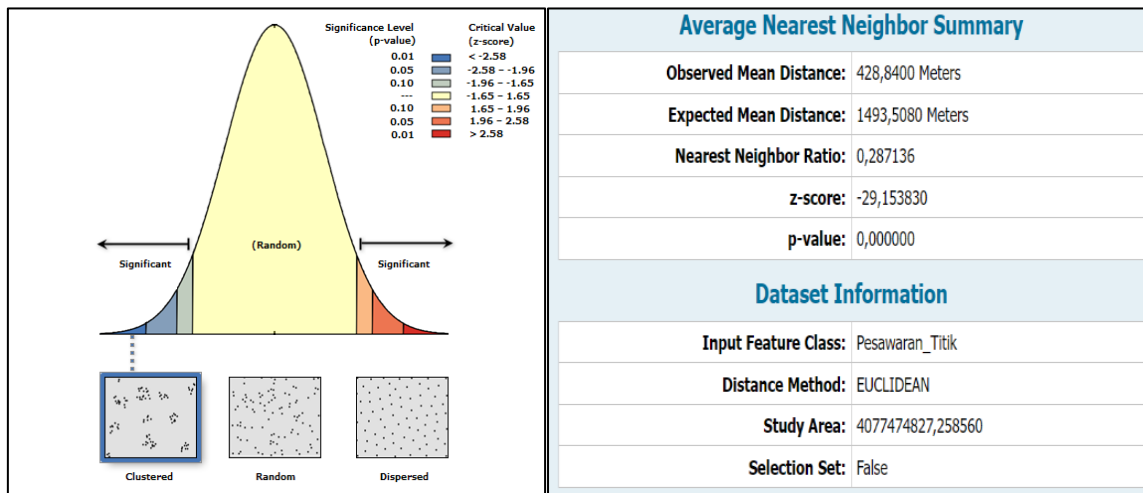 Significance Level Critical Value
(p-value) (z-score)
0.01 < -2.58
0.05 -2.58 – -1.96
0.10 -1.96 – -1.65
--- -1.65 – 1.65
0.10 1.65 – 1.96
0.05 1.96 – 2.58
0.01 > 2.58
(Random)
Significant Significant
Clustered Random Dispersed
Average Nearest Neighbor Summary
Observed Mean Distance: 428,8400 Meters
Expected Mean Distance: 1493,5080 Meters
Nearest Neighbor Ratio: 0,287136
z-score: -29,153830
p-value: 0,000000
Dataset Information
Input Feature Class: Pesawaran_Titik
Distance Method: EUCLIDEAN
Study Area: 4077474827,258560
Selection Set: False